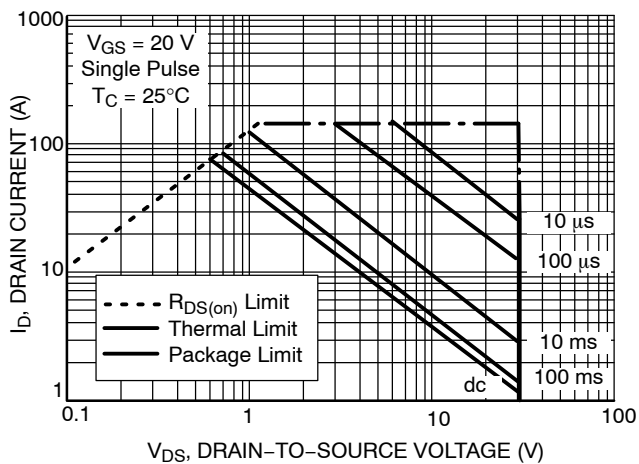 1000
V_GS = 20 V
Single Pulse
T_C = 25°C
100
10
1
I_D, DRAIN CURRENT (A)
10 µs
100 µs
10 ms
100 ms
dc
R_DS(on) Limit
Thermal Limit
Package Limit
0.1 1 10 100
V_DS, DRAIN−TO−SOURCE VOLTAGE (V)